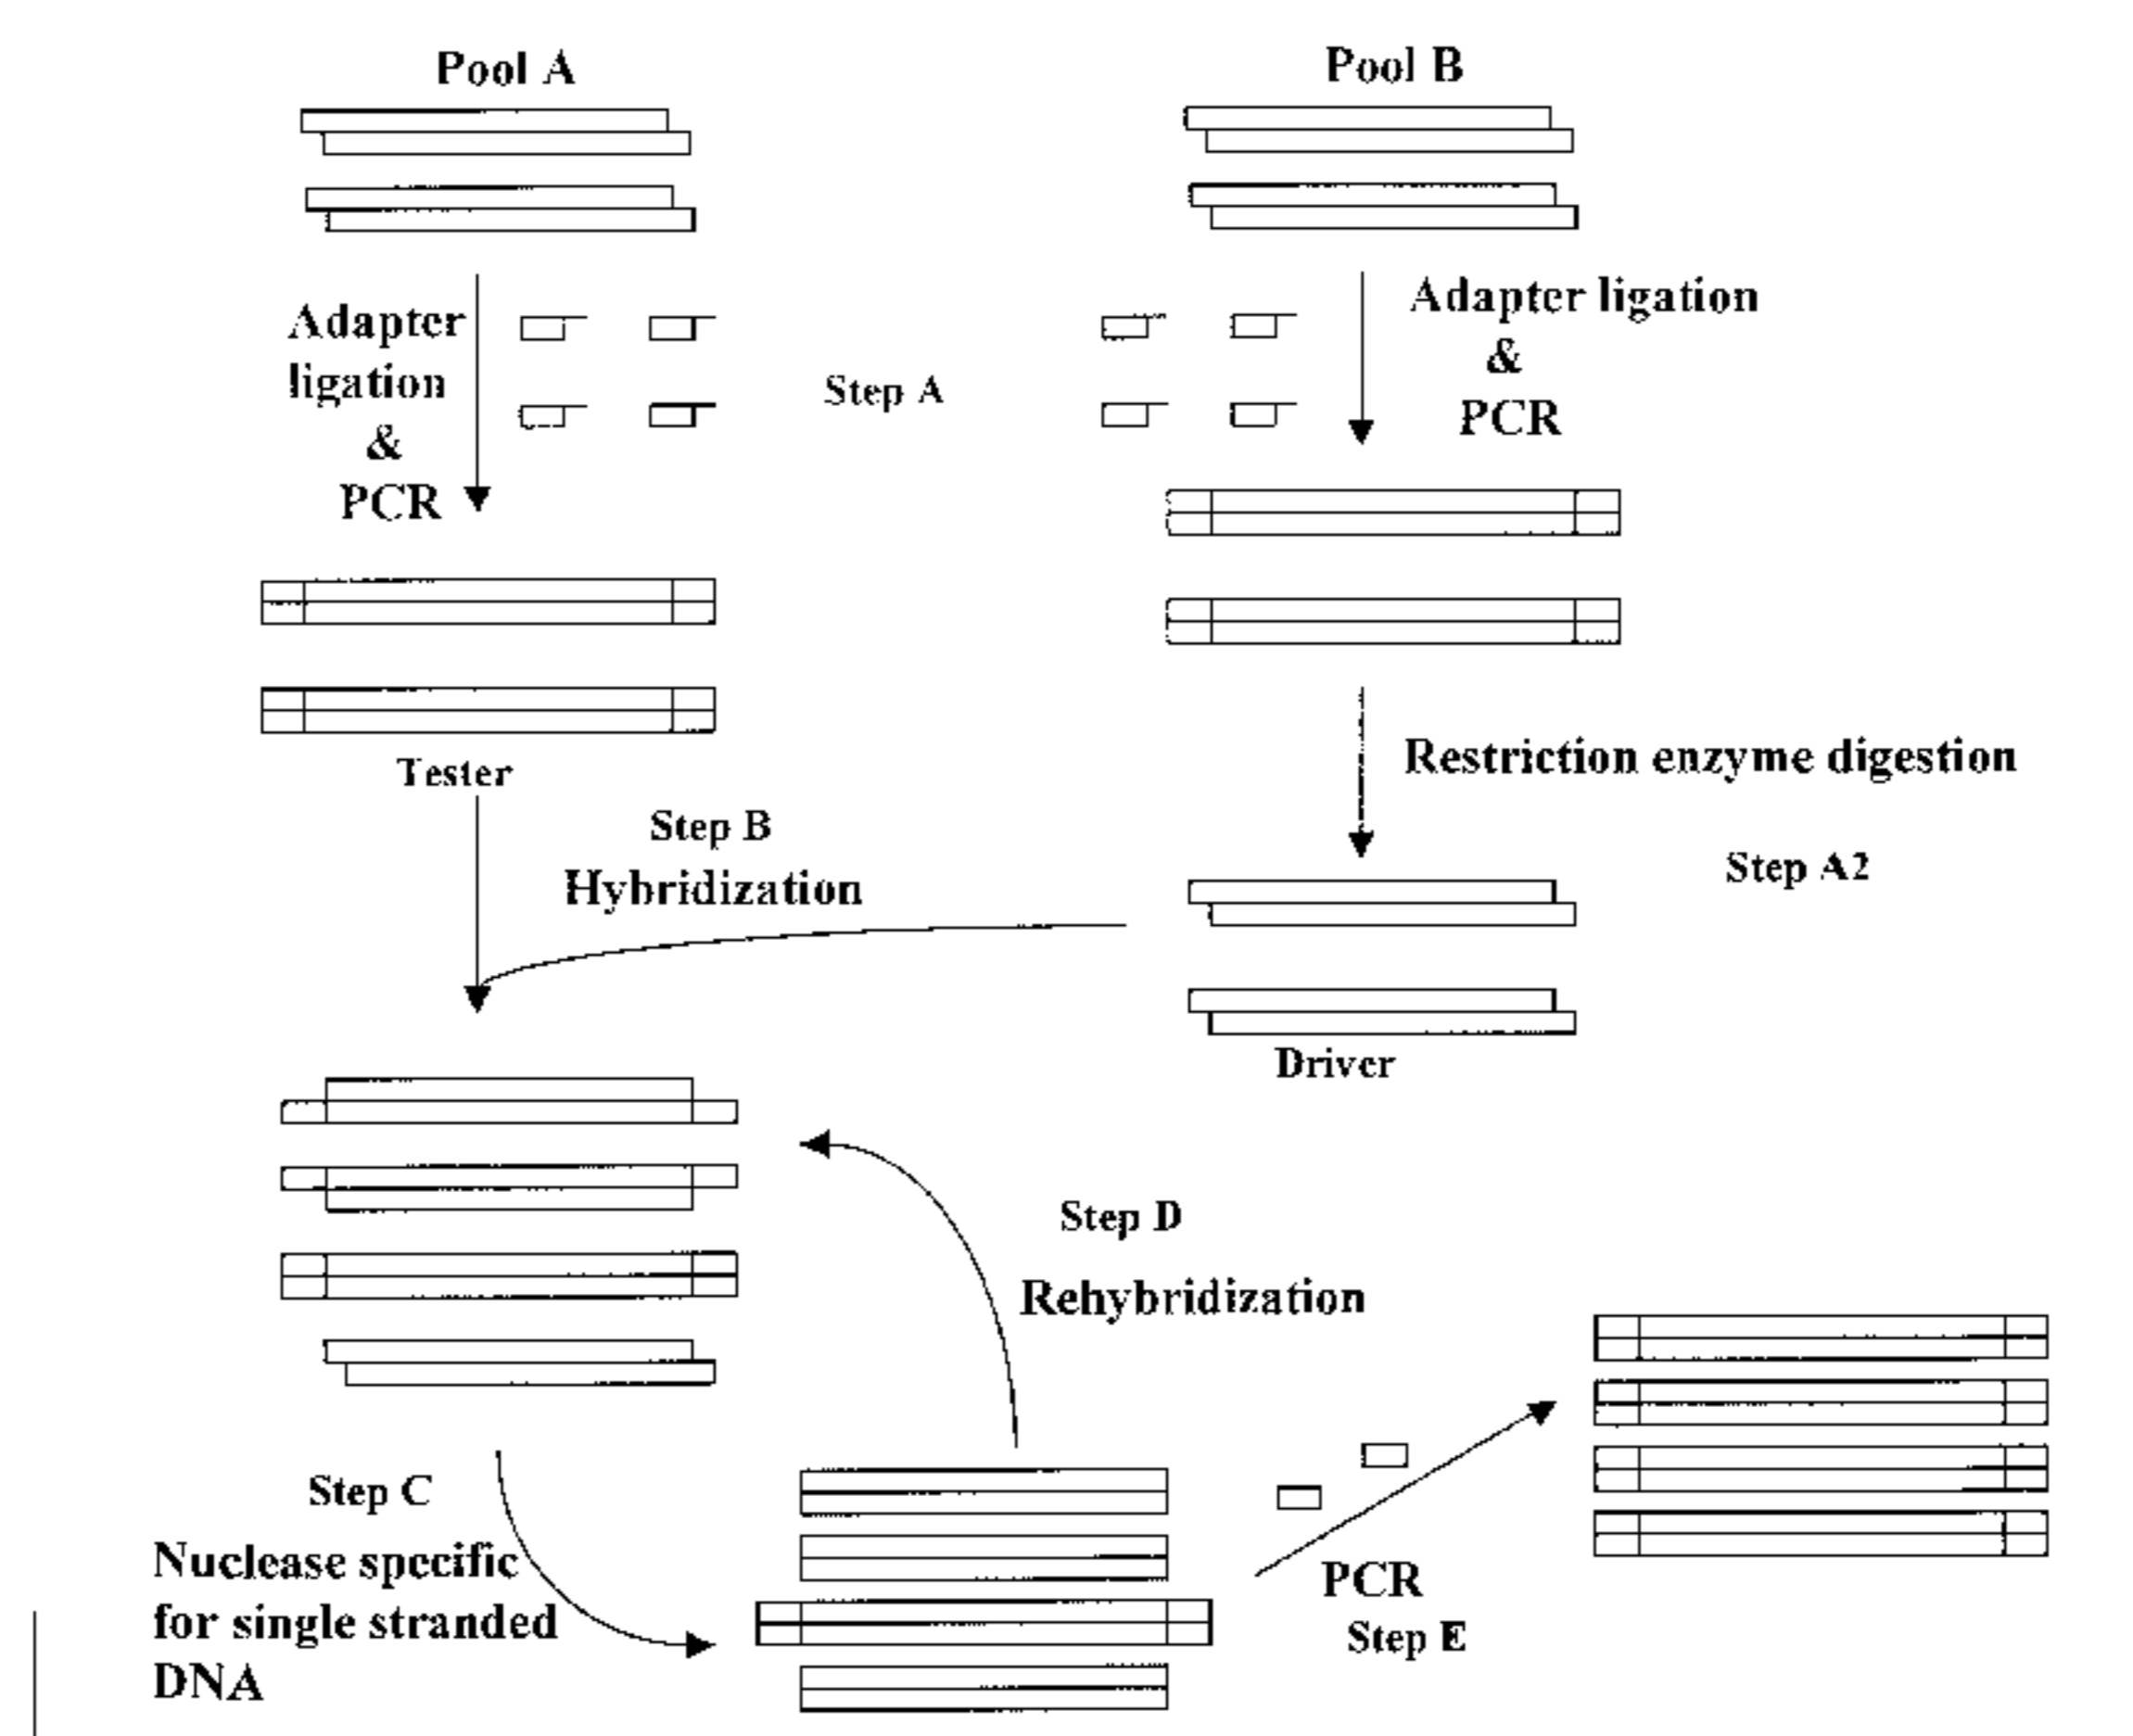 Pool A
Pool B
Adapter
ligation
&
PCR
Step A
Adapter ligation
&
PCR
Tester
Restriction enzyme digestion
Step B
Hybridization
Step A2
Driver
Step D
Rehybridization
Step C
Nuclease specific
for single stranded
DNA
PCR
Step E